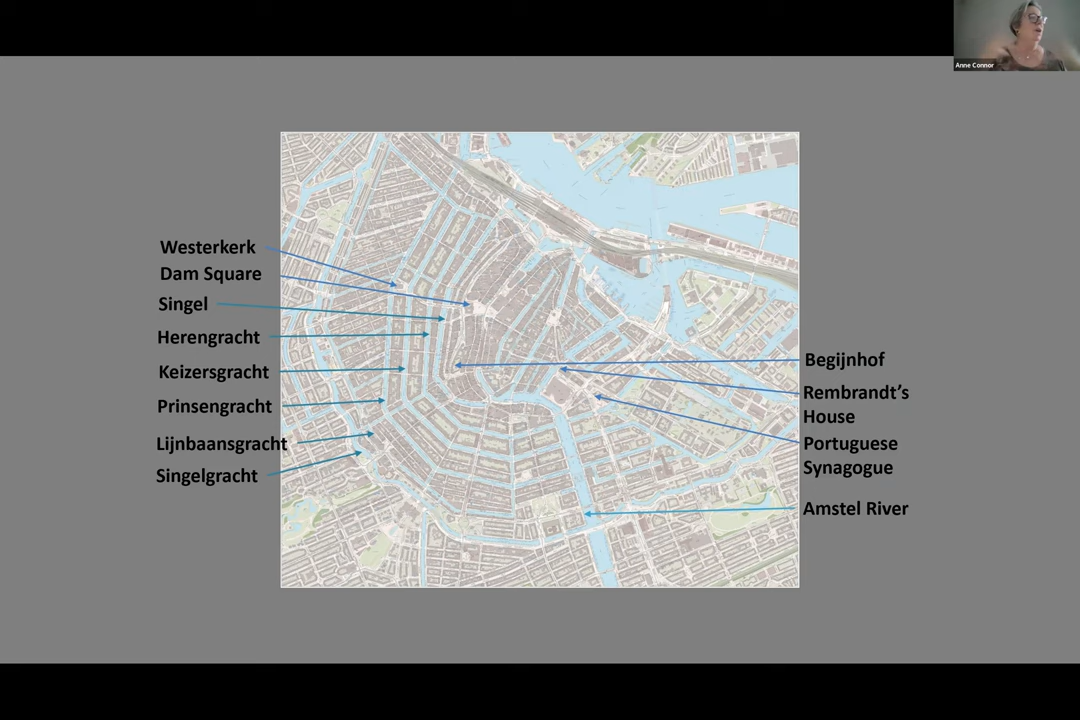 Anne Connor
Westerkerk
Dam Square
Singel
Herengracht
Keizersgracht
Prinsengracht
Lijnbaansgracht
Singelgracht
Begijnhof
Rembrandt's
House
Portuguese
Synagogue
Amstel River